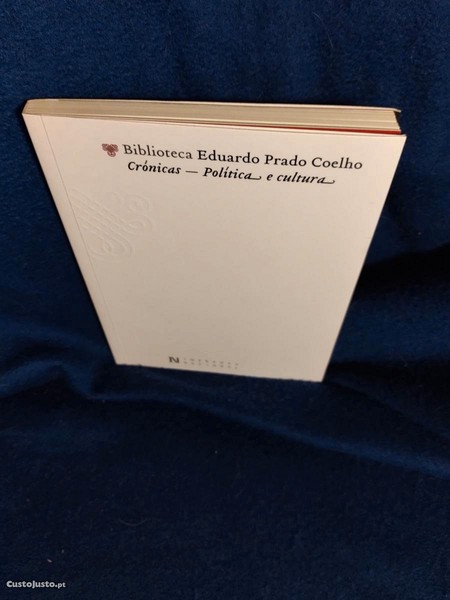 Biblioteca Eduardo Prado Coelho
Crónicas — Política e cultura
N
CustoJusto.pt